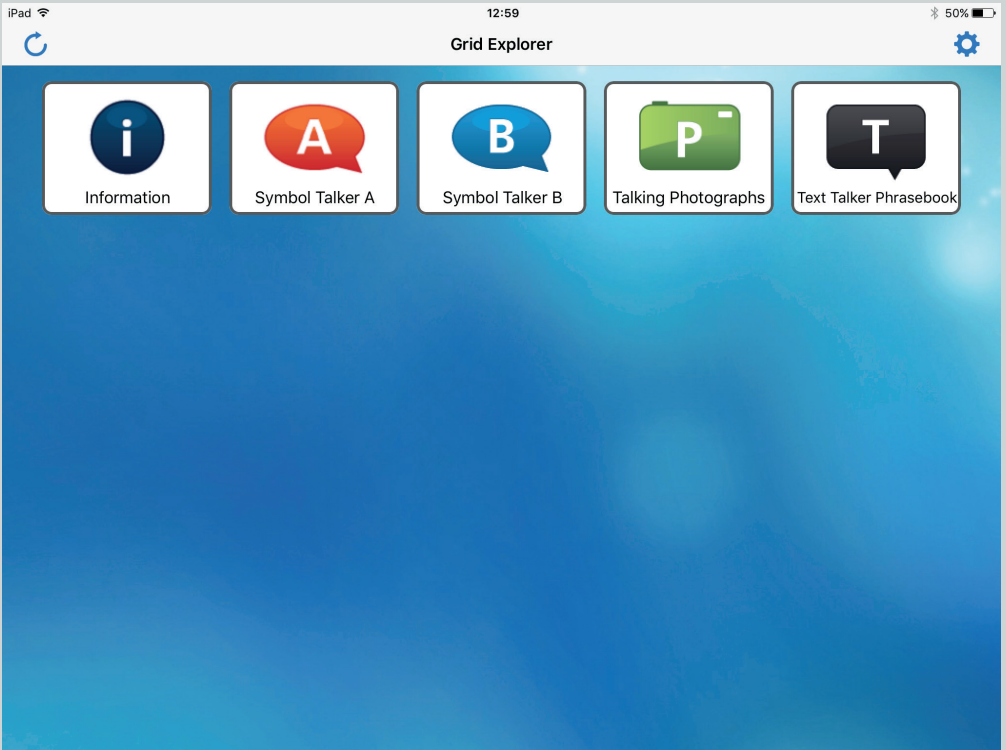 iPad 12:59 50%
Grid Explorer
i A B P T
Information Symbol Talker A Symbol Talker B Talking Photographs Text Talker Phrasebook